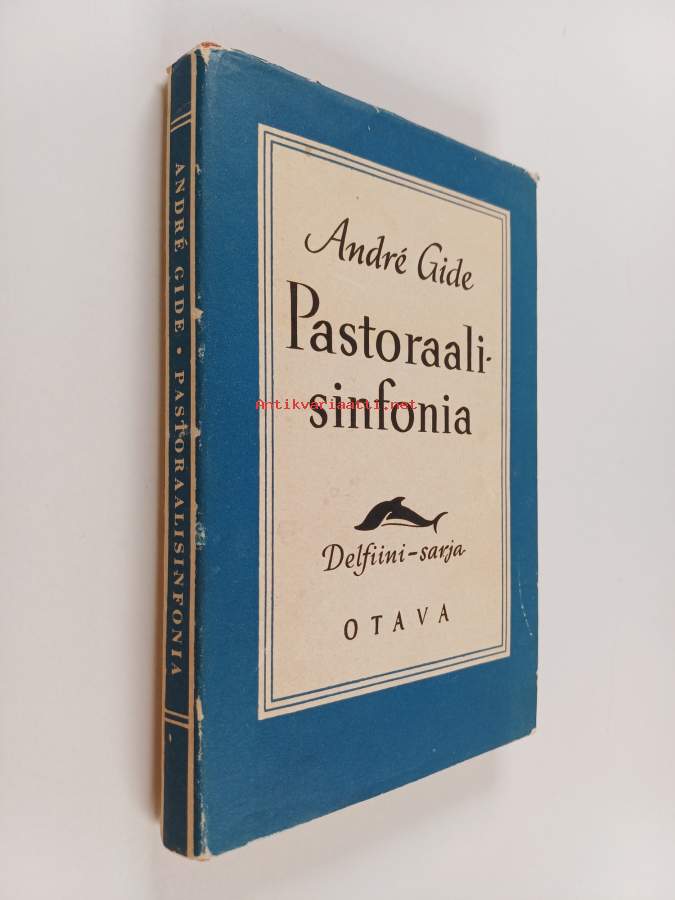 André Gide
Pastoraali-
sinfonia
Antikvariaatti.net
Delfiini-sarja
OTAVA
ANDRÉ GIDE • PASTORAALISINFONIA